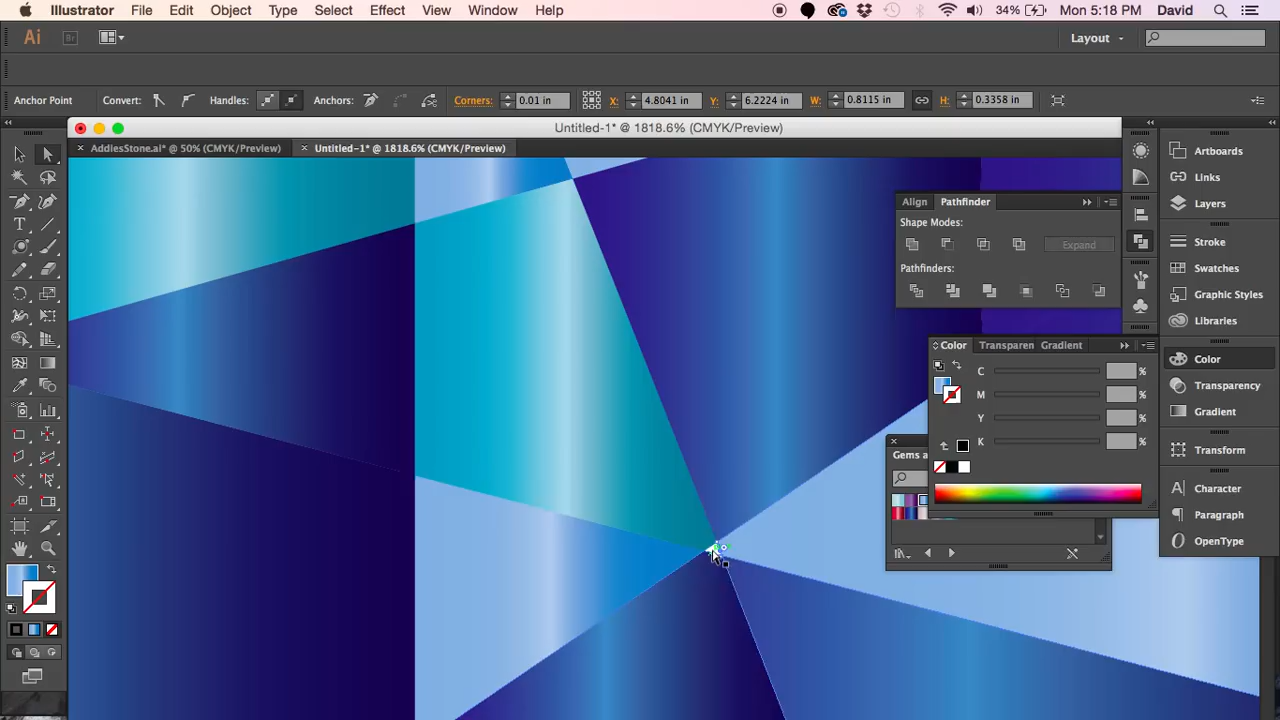 Illustrator File Edit Object Type Select Effect View Window Help 34% Mon 5:18 PM David
Ai Br Layout
Anchor Point Convert: Handles: Anchors: Corners: 0.01 in X: 4.8041 in Y: 6.2224 in W: 0.8115 in H: 0.3358 in
Untitled-1* @ 1818.6% (CMYK/Preview)
AddiesStone.ai* @ 50% (CMYK/Preview) Untitled-1* @ 1818.6% (CMYK/Preview)
Align Pathfinder
Shape Modes:
Expand
Pathfinders:
Color Transparen Gradient
C %
M %
Y %
K %
Gems a
Artboards
Links
Layers
Stroke
Swatches
Graphic Styles
Libraries
Color
Transparency
Gradient
Transform
Character
Paragraph
OpenType